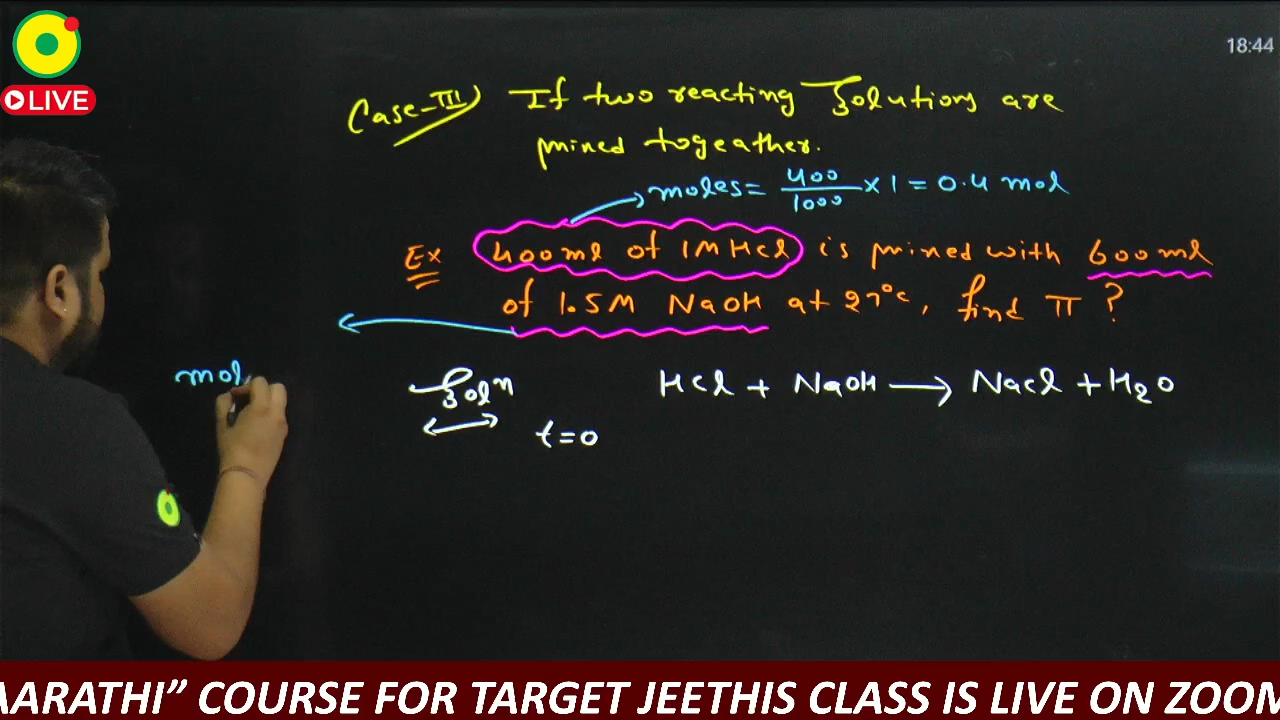 18:44
LIVE
Case-III) If two reacting Solutions are
mixed togeather.
moles = 400/1000 × 1 = 0.4 mol
Ex 400ml of 1M HCl is mixed with 600ml
of 1.5M NaOH at 27°C, find π ?
mol
Solⁿ HCl + NaOH → NaCl + H₂O
t=0
AARATHI” COURSE FOR TARGET JEETHIS CLASS IS LIVE ON ZOOM